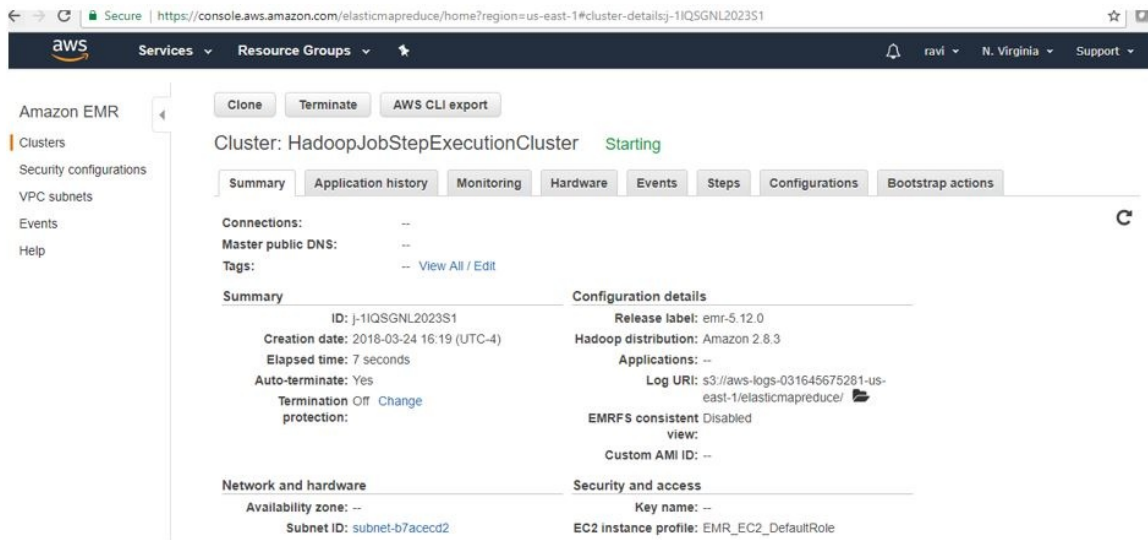 Secure | https://console.aws.amazon.com/elasticmapreduce/home?region=us-east-1#cluster-details:j-1IQSGNL2023S1
aws Services Resource Groups ravi N. Virginia Support
Amazon EMR
Clusters
Security configurations
VPC subnets
Events
Help
Clone Terminate AWS CLI export
Cluster: HadoopJobStepExecutionCluster Starting
Summary Application history Monitoring Hardware Events Steps Configurations Bootstrap actions
Connections: --
Master public DNS: --
Tags: -- View All / Edit
Summary
ID: j-1IQSGNL2023S1
Creation date: 2018-03-24 16:19 (UTC-4)
Elapsed time: 7 seconds
Auto-terminate: Yes
Termination Off Change
protection:
Configuration details
Release label: emr-5.12.0
Hadoop distribution: Amazon 2.8.3
Applications: --
Log URI: s3://aws-logs-031645675281-us-
east-1/elasticmapreduce/
EMRFS consistent Disabled
view:
Custom AMI ID: --
Network and hardware
Availability zone: --
Subnet ID: subnet-b7acecd2
Security and access
Key name: --
EC2 instance profile: EMR_EC2_DefaultRole